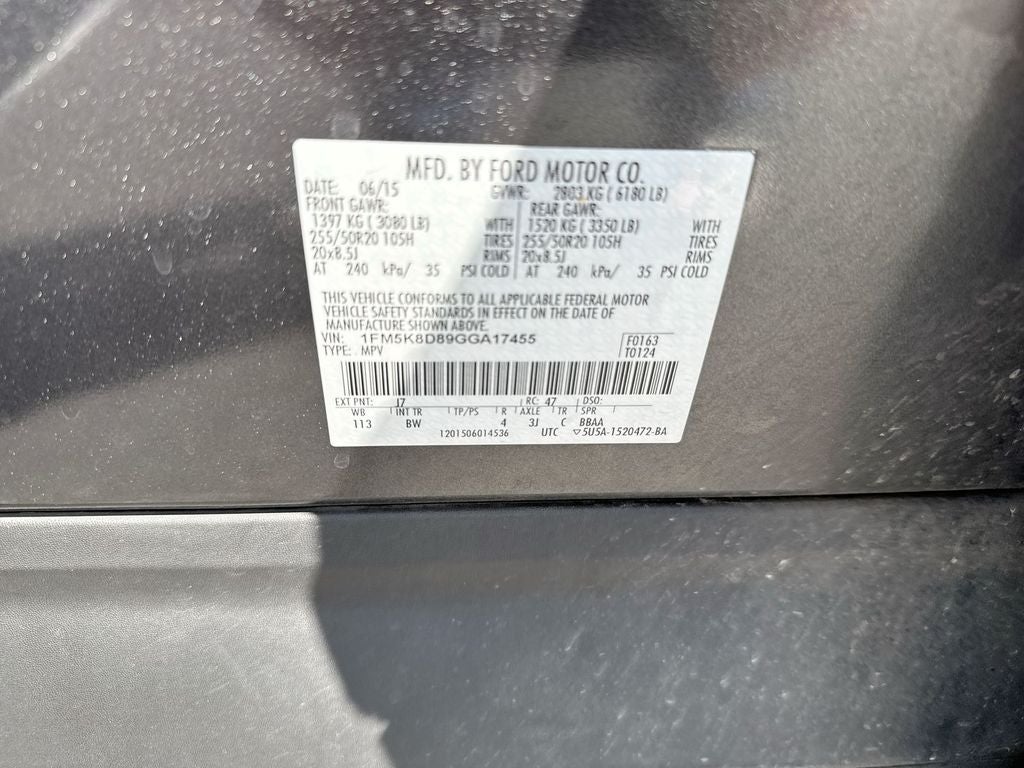 MFD. BY FORD MOTOR CO.
DATE: 06/15 GVWR: 2803 KG ( 6180 LB)
FRONT GAWR: REAR GAWR:
1397 KG ( 3080 LB) WITH 1520 KG ( 3350 LB) WITH
255/50R20 105H TIRES 255/50R20 105H TIRES
20x8.5J RIMS 20x8.5J RIMS
AT 240 kPa/ 35 PSI COLD AT 240 kPa/ 35 PSI COLD
THIS VEHICLE CONFORMS TO ALL APPLICABLE FEDERAL MOTOR
VEHICLE SAFETY STANDARDS IN EFFECT ON THE DATE OF
MANUFACTURE SHOWN ABOVE.
VIN: 1FM5K8D89GGA17455 F0163
TYPE: MPV T0124
EXT PNT: J7 RC: 47 DSO:
WB INT TR TP/PS R AXLE TR SPR
113 BW 4 3J C BBAA
1201506014536 UTC ▽5U5A-1520472-BA